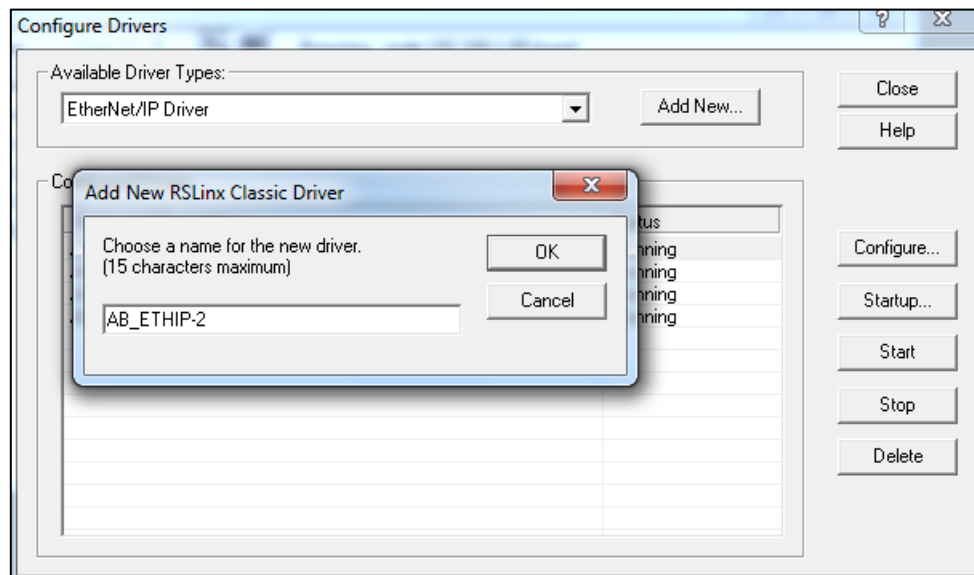 Configure Drivers
Available Driver Types:
EtherNet/IP Driver
Add New...
Close
Help
Add New RSLinx Classic Driver
Choose a name for the new driver.
(15 characters maximum)
AB_ETHIP-2
OK
Cancel
Configure...
Startup...
Start
Stop
Delete